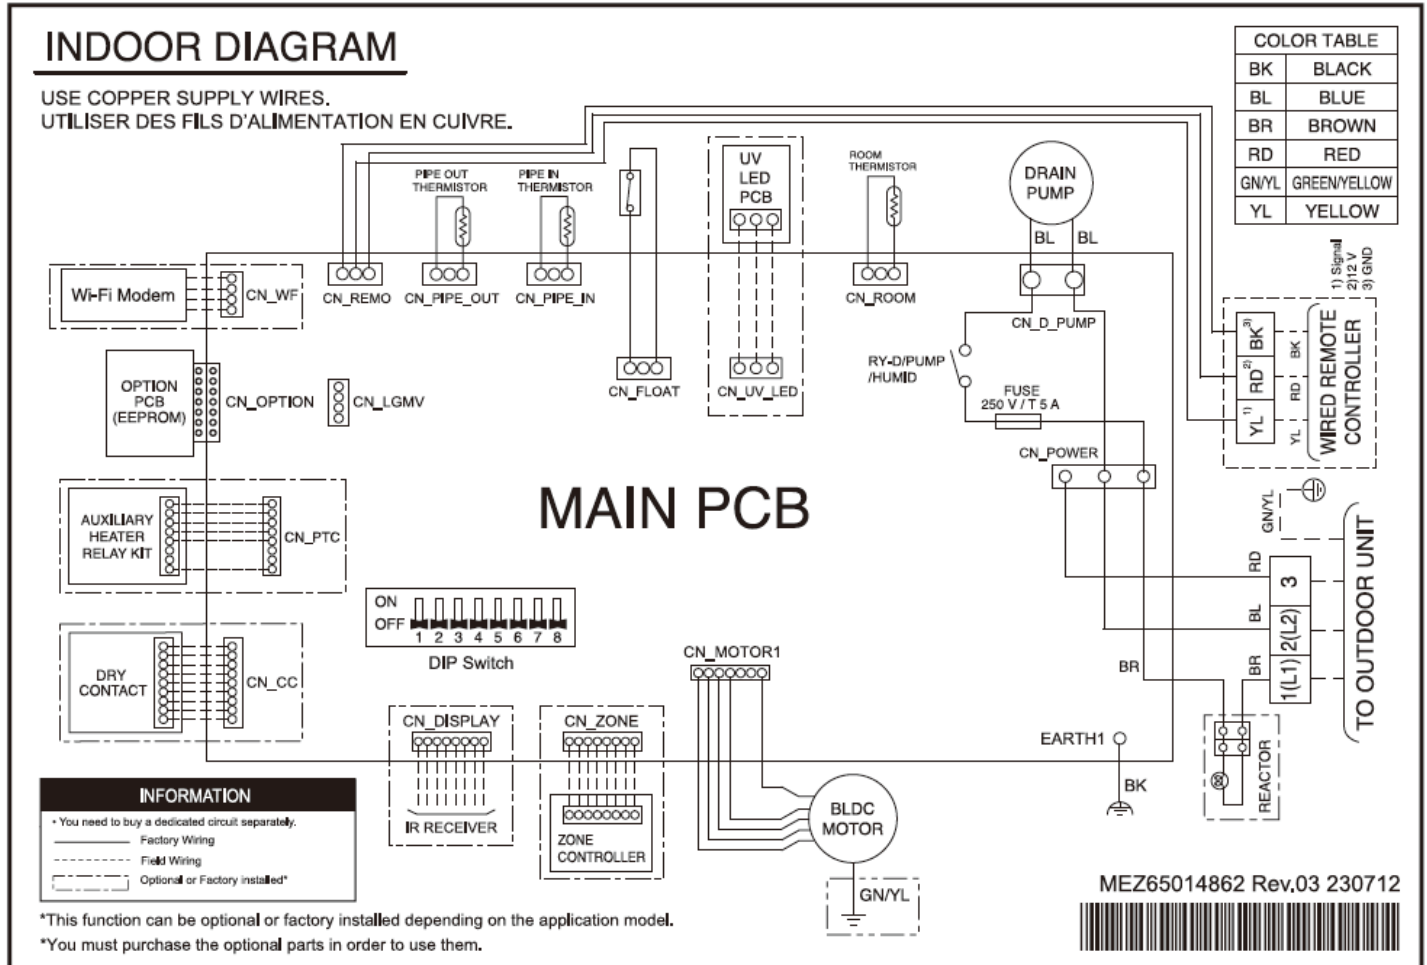 INDOOR DIAGRAM
USE COPPER SUPPLY WIRES.
UTILISER DES FILS D'ALIMENTATION EN CUIVRE.
COLOR TABLE
BK BLACK
BL BLUE
BR BROWN
RD RED
GN/YL GREEN/YELLOW
YL YELLOW
PIPE OUT
THERMISTOR
PIPE IN
THERMISTOR
UV
LED
PCB
ROOM
THERMISTOR
DRAIN
PUMP
BL
BL
Wi-Fi Modem
CN_WF
CN_REMO
CN_PIPE_OUT
CN_PIPE_IN
CN_ROOM
CN_D_PUMP
1) Signal
2)12 V
3) GND
BK3)
RD2)
YL1)
BK
RD
YL
WIRED REMOTE
CONTROLLER
OPTION
PCB
(EEPROM)
CN_OPTION
CN_LGMV
CN_FLOAT
CN_UV_LED
RY-D/PUMP
/HUMID
FUSE
250 V / T 5 A
CN_POWER
MAIN PCB
AUXILIARY
HEATER
RELAY KIT
CN_PTC
GN/YL
RD
BL
BR
3
2(L2)
1(L1)
TO OUTDOOR UNIT
ON
OFF
1 2 3 4 5 6 7 8
DIP Switch
DRY
CONTACT
CN_CC
CN_MOTOR1
BR
CN_DISPLAY
IR RECEIVER
CN_ZONE
ZONE
CONTROLLER
BLDC
MOTOR
GN/YL
EARTH1
BK
REACTOR
INFORMATION
• You need to buy a dedicated circuit separately.
Factory Wiring
Field Wiring
Optional or Factory installed*
MEZ65014862 Rev.03 230712
*This function can be optional or factory installed depending on the application model.
*You must purchase the optional parts in order to use them.